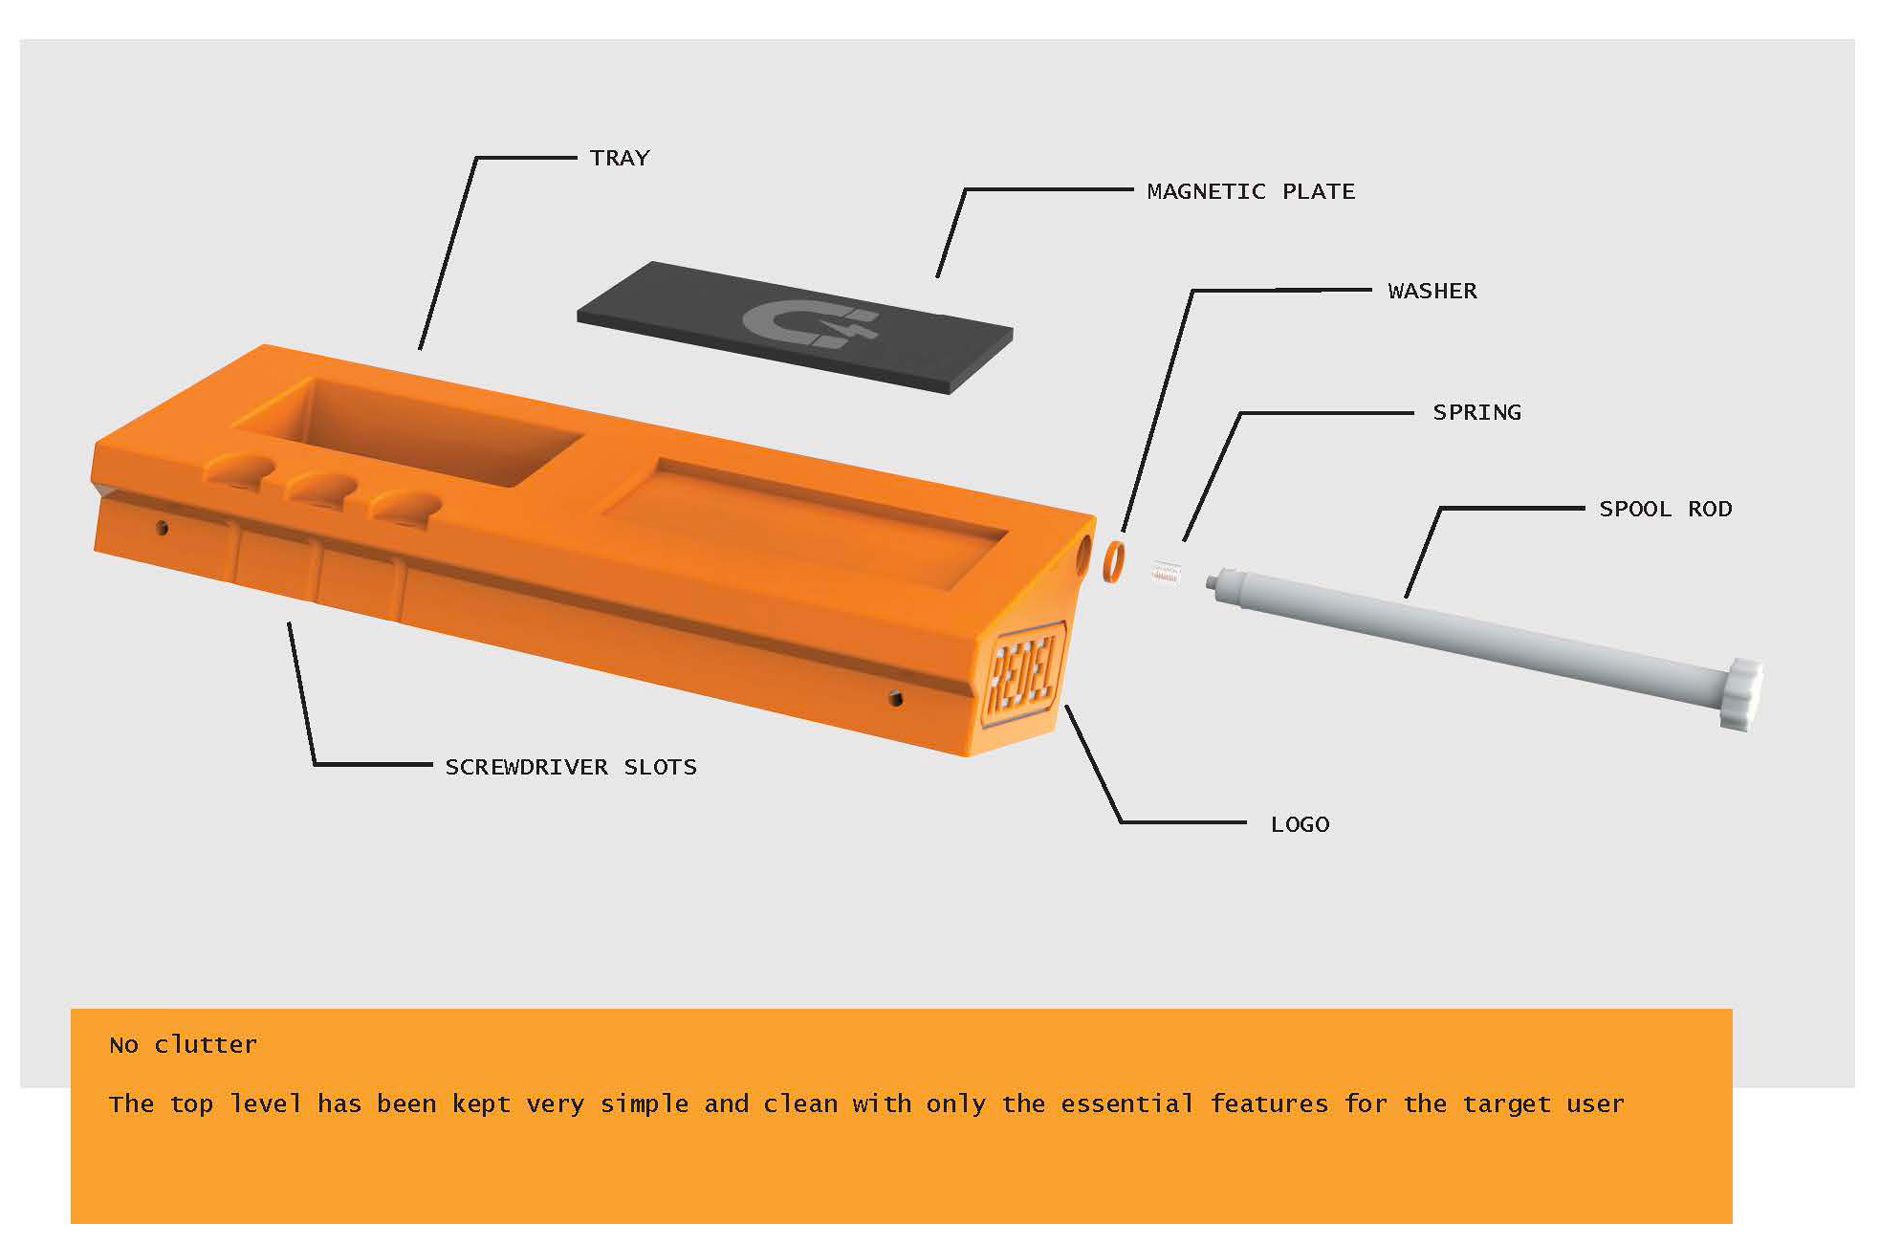 TRAY
MAGNETIC PLATE
WASHER
SPRING
SPOOL ROD
REDEL
SCREWDRIVER SLOTS
LOGO
No clutter
The top level has been kept very simple and clean with only the essential features for the target user